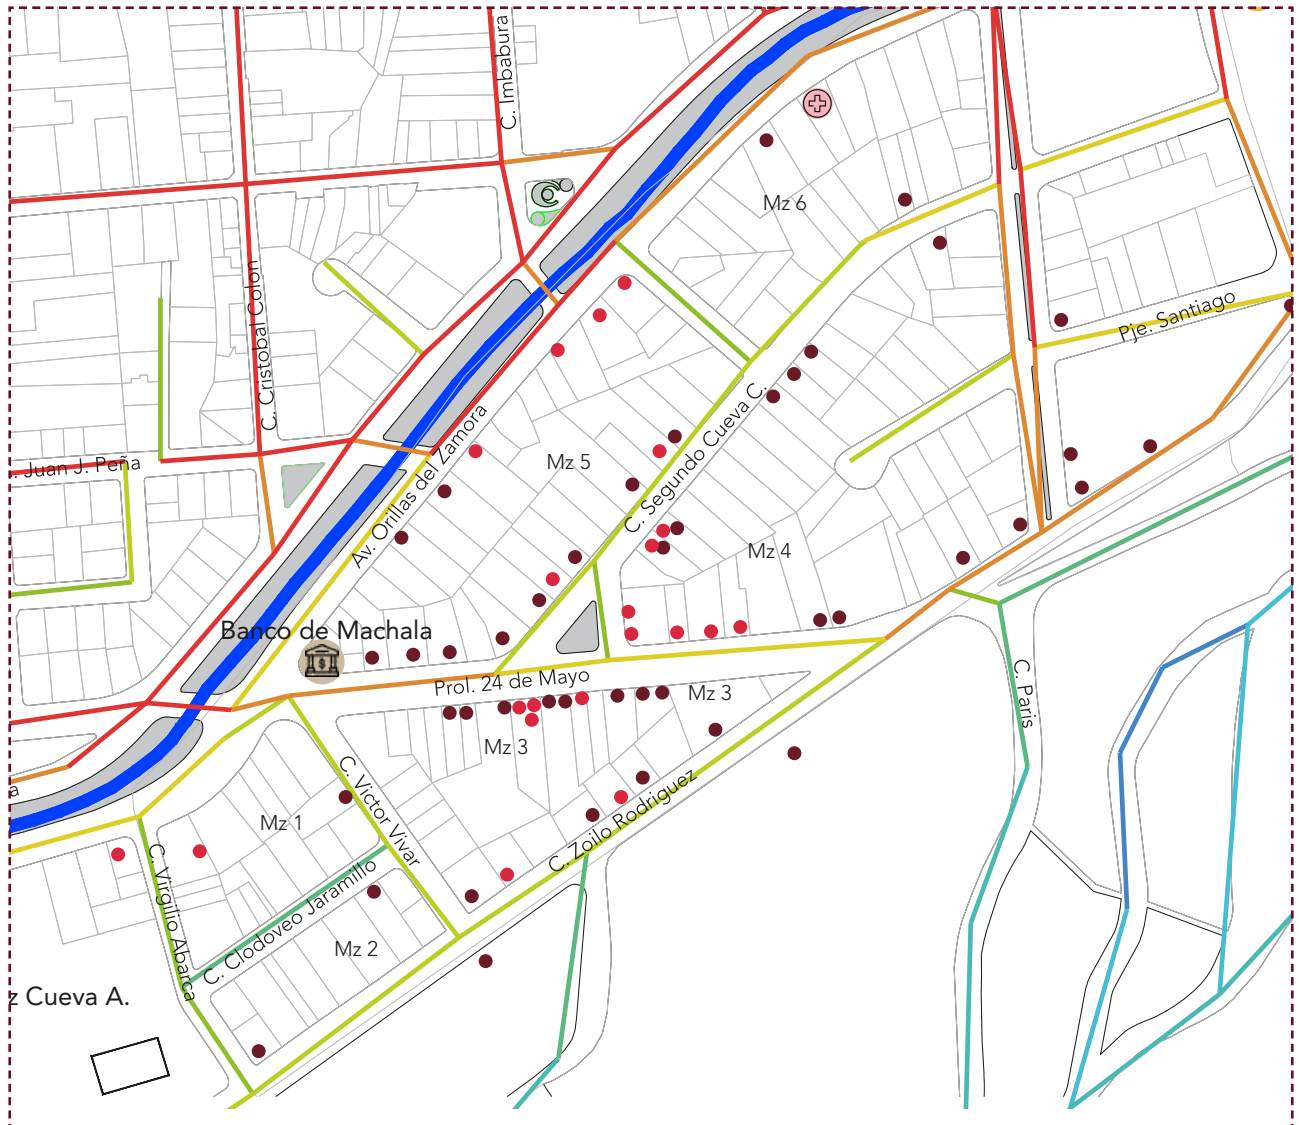 C. Imbabura
Mz 6
C. Cristobal Colon
Pje. Santiago
. Juan J. Peña
Av. Orillas del Zamora
Mz 5
C. Segundo Cueva C.
Mz 4
Banco de Machala
$
Prol. 24 de Mayo
Mz 3
Mz 3
C. Paris
a
C. Victor Vivar
Mz 1
C. Zoilo Rodriguez
C. Virgilio Abarca
C. Clodoveo Jaramillo
Mz 2
z Cueva A.